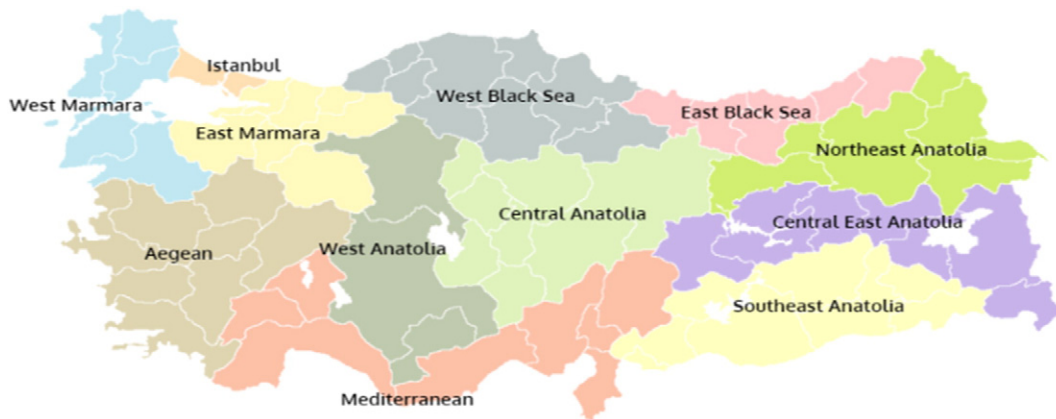 Istanbul
West Marmara
West Black Sea
East Black Sea
East Marmara
Northeast Anatolia
Central Anatolia
Central East Anatolia
Aegean
West Anatolia
Southeast Anatolia
Mediterranean